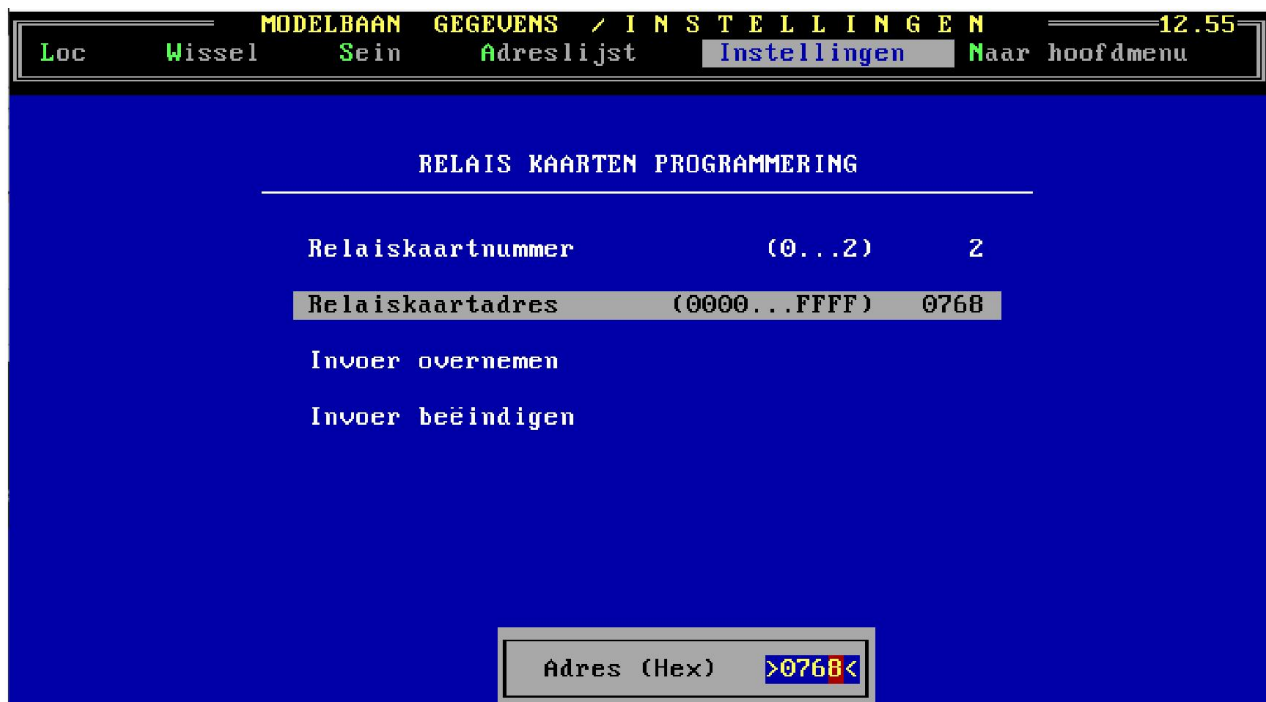 MODELBAAN GEGEVENS / I N S T E L L I N G E N 12.55
Loc Wissel Sein Adreslijst Instellingen Naar hoofdmenu
RELAIS KAARTEN PROGRAMMERING
Relaiskaartnummer (0...2) 2
Relaiskaartadres (0000...FFFF) 0768
Invoer overnemen
Invoer beëindigen
Adres (Hex) >0768<